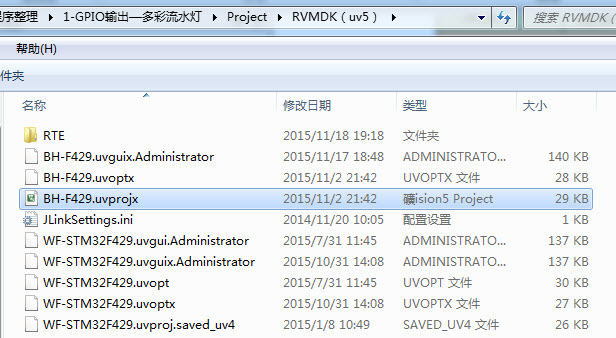 程序整理 ▸ 1-GPIO输出—多彩流水灯 ▸ Project ▸ RVMDK（uv5） 搜索 RVMDK（u
帮助(H)
件夹
名称 修改日期 类型 大小
RTE 2015/11/18 19:18 文件夹
BH-F429.uvguix.Administrator 2015/11/17 18:48 ADMINISTRATO... 140 KB
BH-F429.uvoptx 2015/11/2 21:42 UVOPTX 文件 28 KB
BH-F429.uvprojx 2015/11/2 21:42 礦ision5 Project 29 KB
JLinkSettings.ini 2014/11/20 10:05 配置设置 1 KB
WF-STM32F429.uvgui.Administrator 2015/7/31 11:45 ADMINISTRATO... 137 KB
WF-STM32F429.uvguix.Administrator 2015/10/31 14:08 ADMINISTRATO... 137 KB
WF-STM32F429.uvopt 2015/7/31 11:45 UVOPT 文件 30 KB
WF-STM32F429.uvoptx 2015/10/31 14:08 UVOPTX 文件 27 KB
WF-STM32F429.uvproj.saved_uv4 2015/1/8 10:49 SAVED_UV4 文件 26 KB